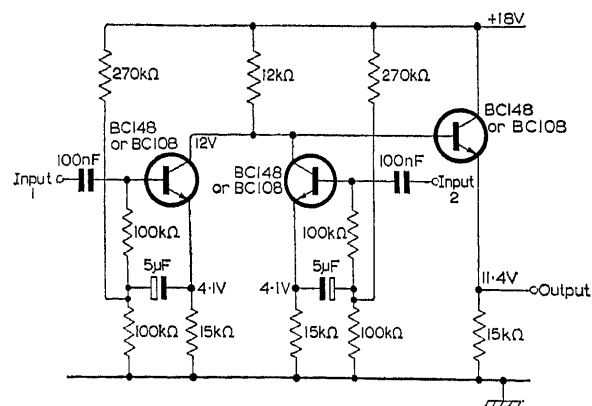 +18V
270kΩ
12kΩ
270kΩ
BC148
or BC108
12V
BC148
or BC108
100nF
Input
1
BC148
or BC108
100nF
Input
2
100kΩ
100kΩ
5µF
4·1V
4·1V
5µF
11·4V
Output
100kΩ
15kΩ
15kΩ
100kΩ
15kΩ